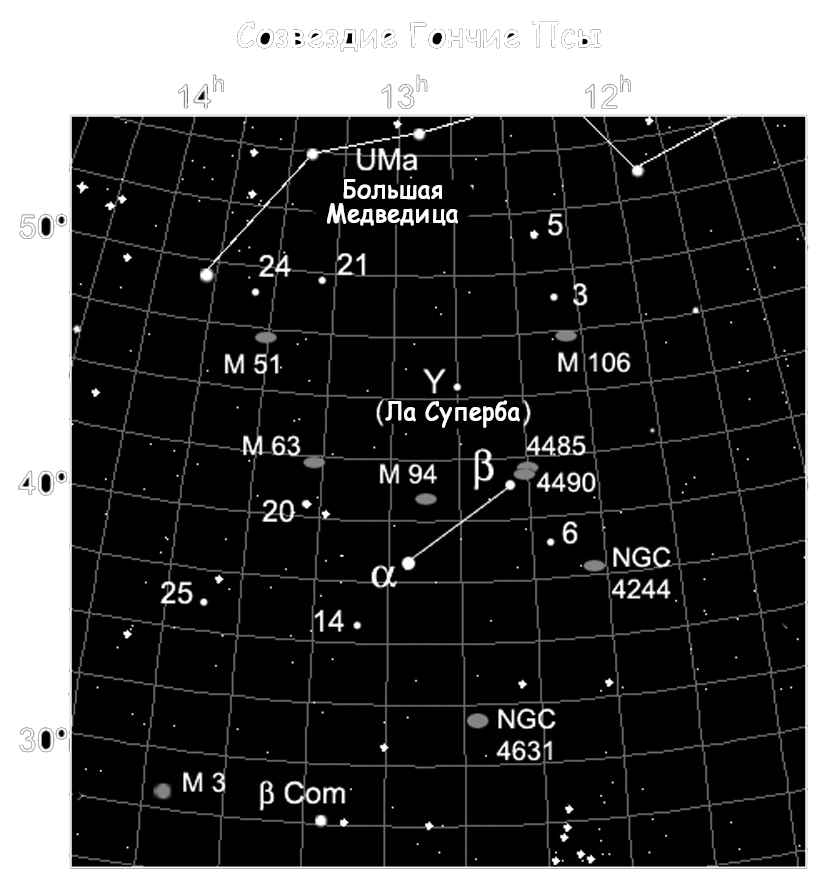 Созвездие Гончие Псы
14h 13h 12h
UMa
Большая
Медведица
50°
5
24
21
3
M 51
M 106
Y
(Ла Суперба)
M 63
4485
M 94
β
40°
4490
20
6
α
NGC
4244
25
14
NGC
4631
30°
M 3
β Com